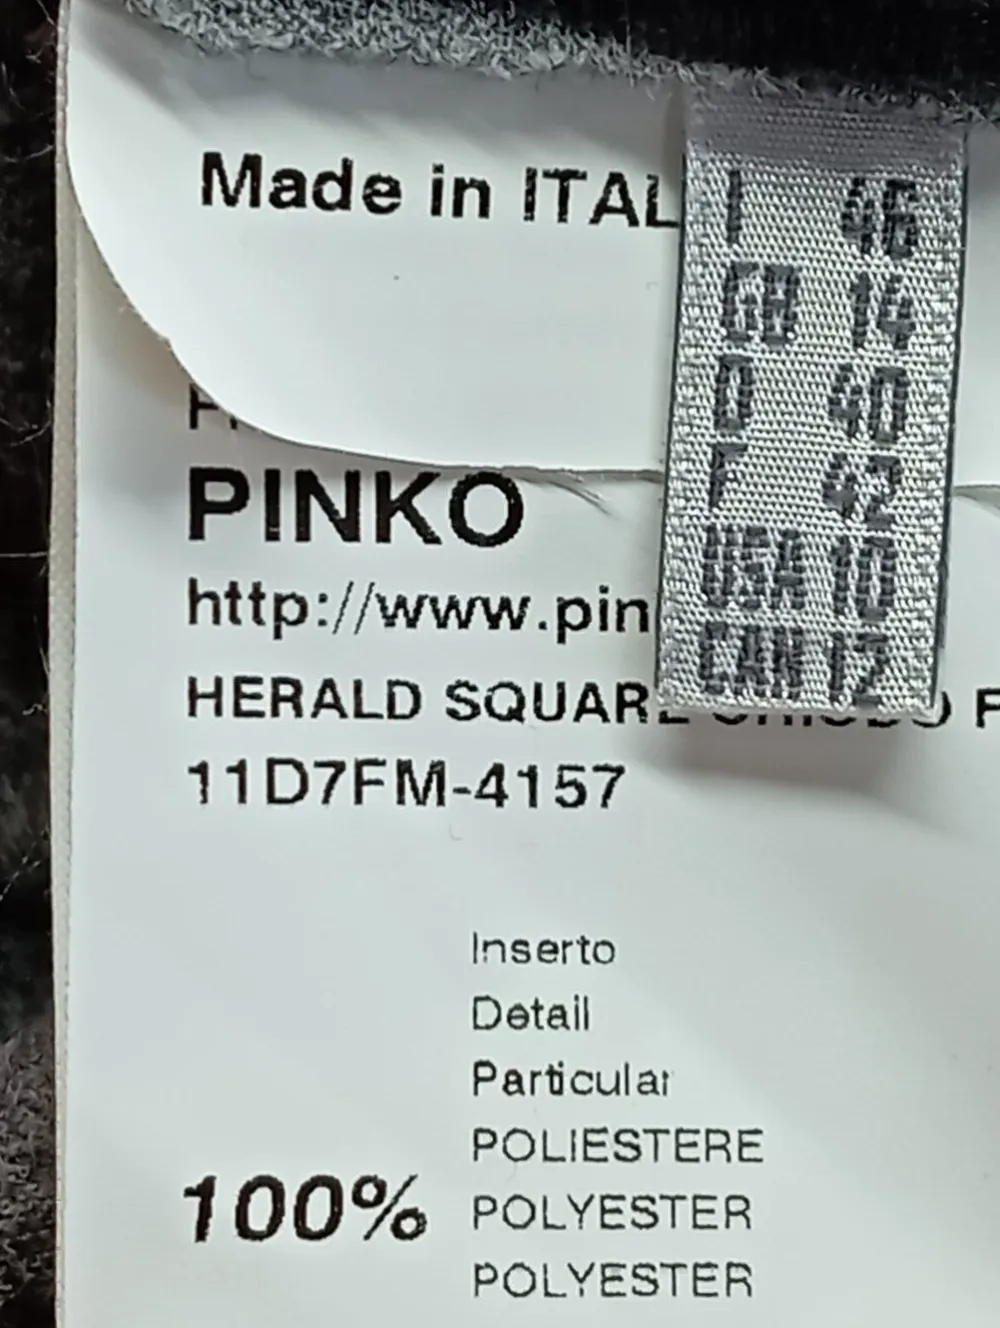 Made in ITAL
I 46
GB 14
D 40
F 42
USA 10
CAN 12
PINKO
http://www.pin
HERALD SQUARE
11D7FM-4157
Inserto
Detail
Particular
POLIESTERE
100% POLYESTER
POLYESTER